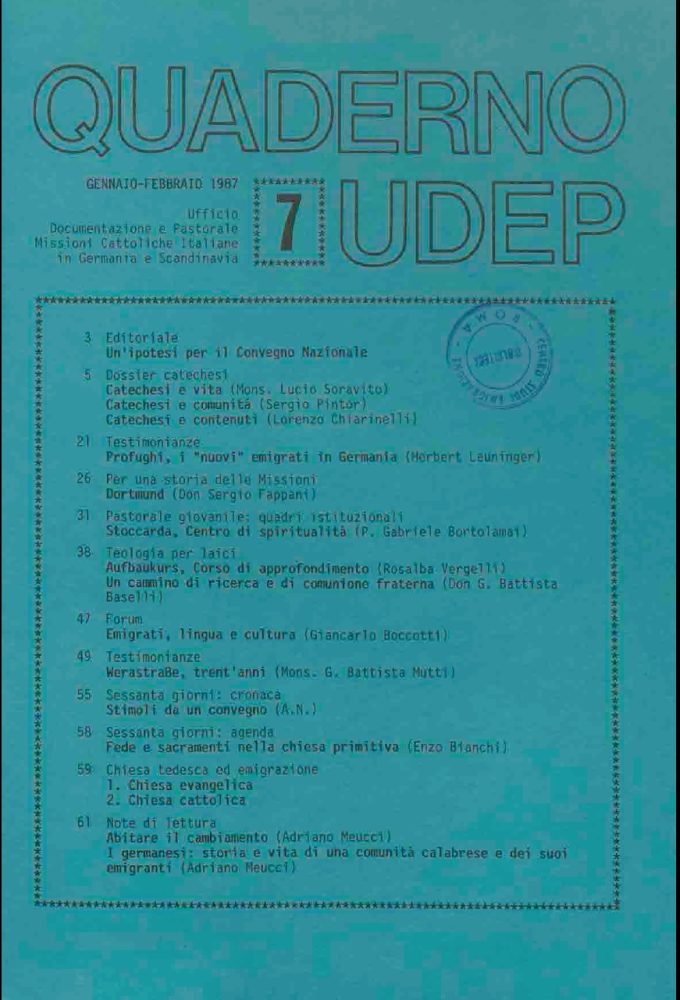 QUADERNO
UDEP
GENNAIO-FEBBRAIO 1987
7
Ufficio
Documentazione e Pastorale
Missioni Cattoliche Italiane
in Germania e Scandinavia
3 Editoriale
Un'ipotesi per il Convegno Nazionale
5 Dossier catechesi
Catechesi e vita (Mons. Lucio Soravito)
Catechesi e comunità (Sergio Pintor)
Catechesi e contenuti (Lorenzo Chiarinelli)
21 Testimonianze
Profughi, i "nuovi" emigrati in Germania (Herbert Leuninger)
26 Per una storia delle Missioni
Dortmund (Don Sergio Fappani)
31 Pastorale giovanile: quadri istituzionali
Stoccarda, Centro di spiritualità (P. Gabriele Bortolamai)
38 Teologia per laici
Aufbaukurs, Corso di approfondimento (Rosalba Vergelli)
Un cammino di ricerca e di comunione fraterna (Don G. Battista
Baselli)
47 Forum
Emigrati, lingua e cultura (Giancarlo Boccotti)
49 Testimonianze
Werastraße, trent'anni (Mons. G. Battista Mutti)
55 Sessanta giorni: cronaca
Stimoli da un convegno (A.N.)
58 Sessanta giorni: agenda
Fede e sacramenti nella chiesa primitiva (Enzo Bianchi)
59 Chiesa tedesca ed emigrazione
1. Chiesa evangelica
2. Chiesa cattolica
61 Note di lettura
Abitare il cambiamento (Adriano Meucci)
I germanesi: storia e vita di una comunità calabrese e dei suoi
emigranti (Adriano Meucci)
CENTRO STUDI EMIGRAZIONE - ROMA -
BIBLIOTECA